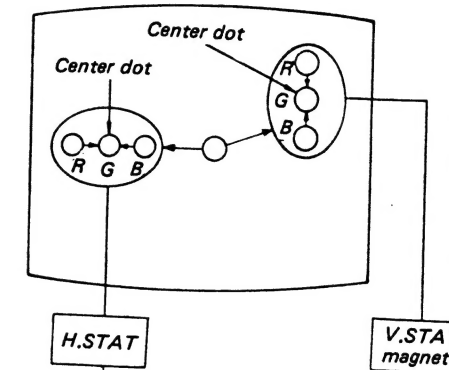 Center dot
Center dot
R
G
B
R G B
H.STAT
V.STA
magnet